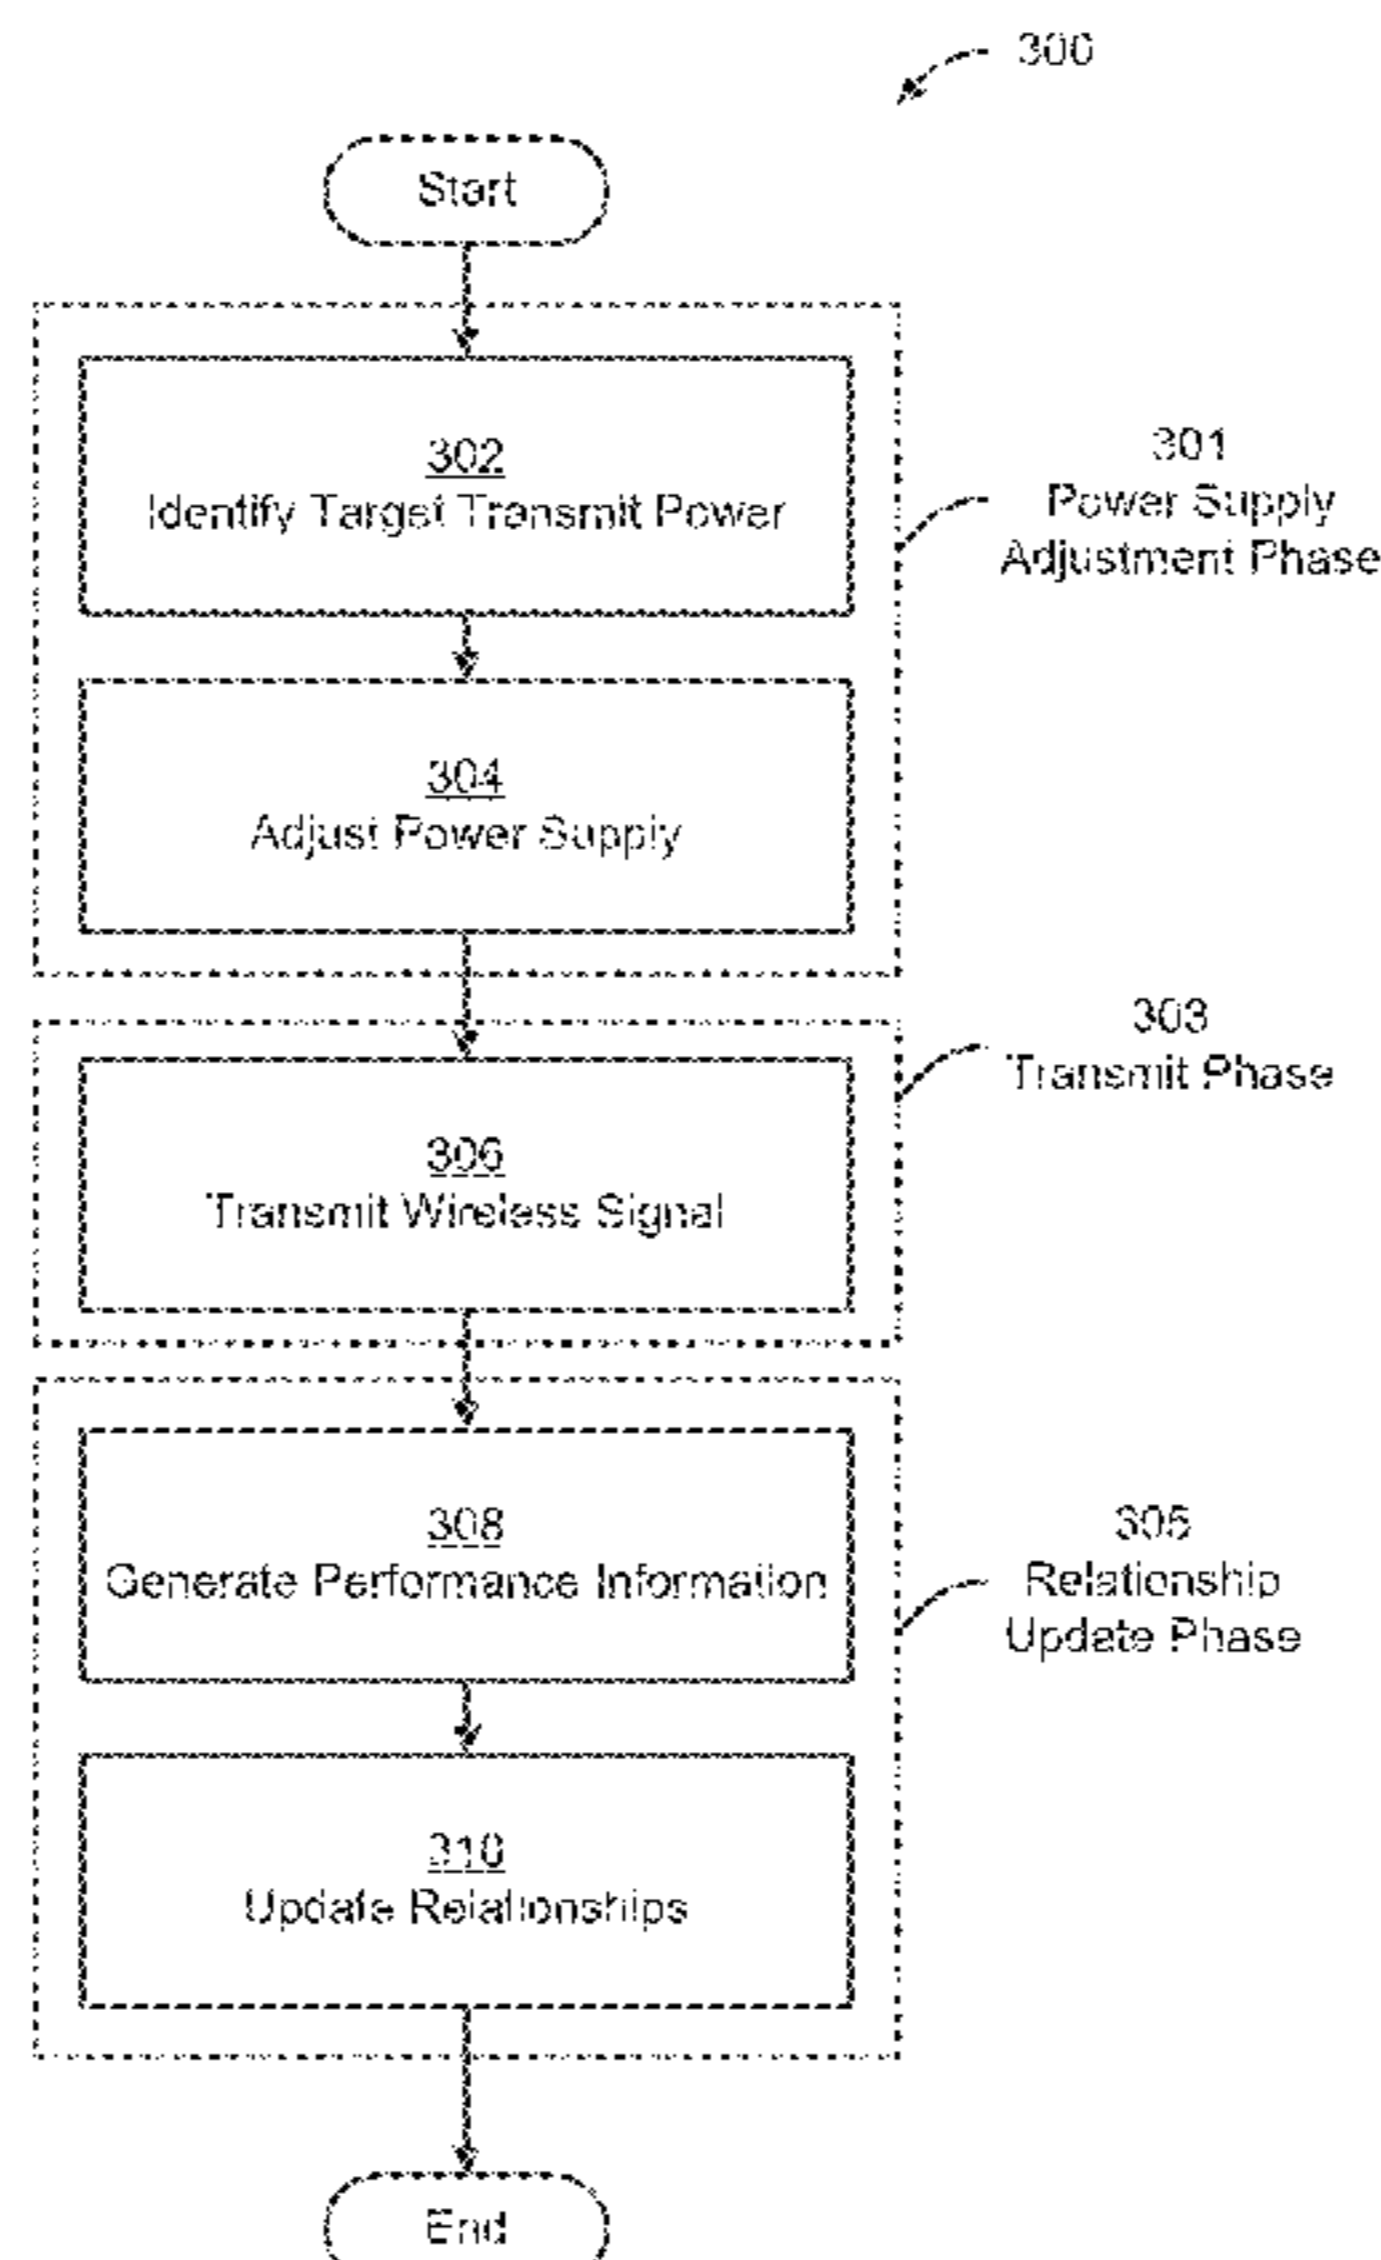 300
Start
302
Identify Target Transmit Power
301
Power Supply
Adjustment Phase
304
Adjust Power Supply
303
Transmit Phase
306
Transmit Wireless Signal
308
Generate Performance Information
305
Relationship
Update Phase
310
Update Relationships
End